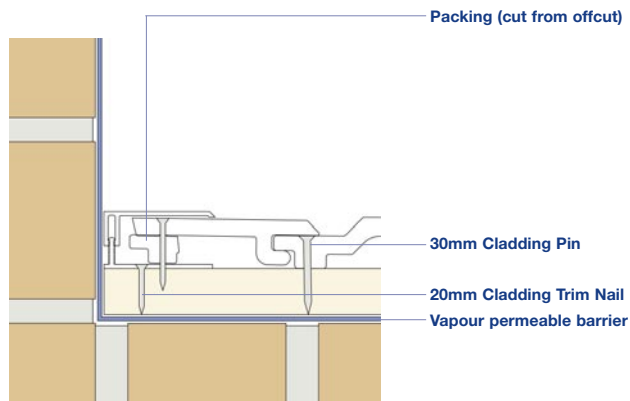 Packing (cut from offcut)
30mm Cladding Pin
20mm Cladding Trim Nail
Vapour permeable barrier